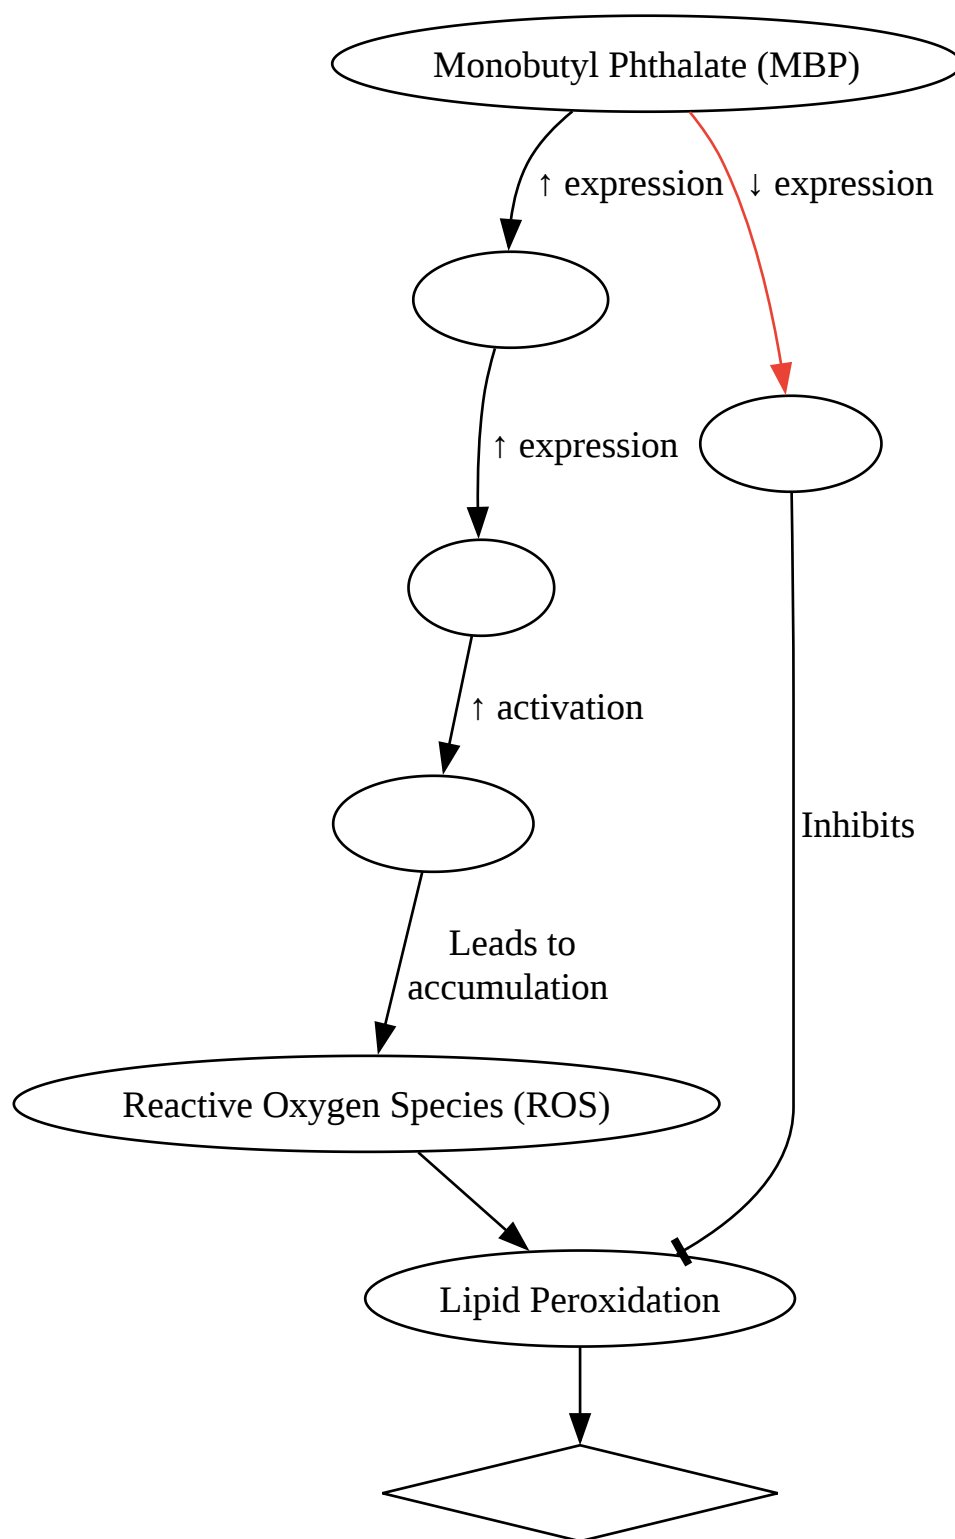 Monobutyl Phthalate (MBP)
↑ expression
↓ expression
↑ expression
↑ activation
Inhibits
Leads to
accumulation
Reactive Oxygen Species (ROS)
Lipid Peroxidation